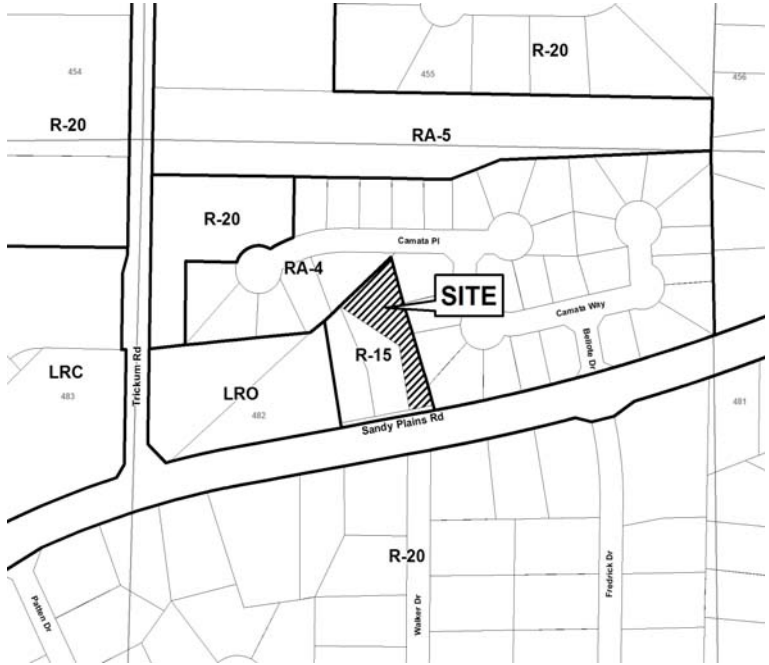 R-20
454
455
456
R-20
RA-5
R-20
Camata Pl
RA-4
SITE
Camata Way
Bellote Dr
R-15
LRC
483
Trickum Rd
LRO
482
Sandy Plains Rd
481
R-20
Patten Dr
Walker Dr
Fredrick Dr